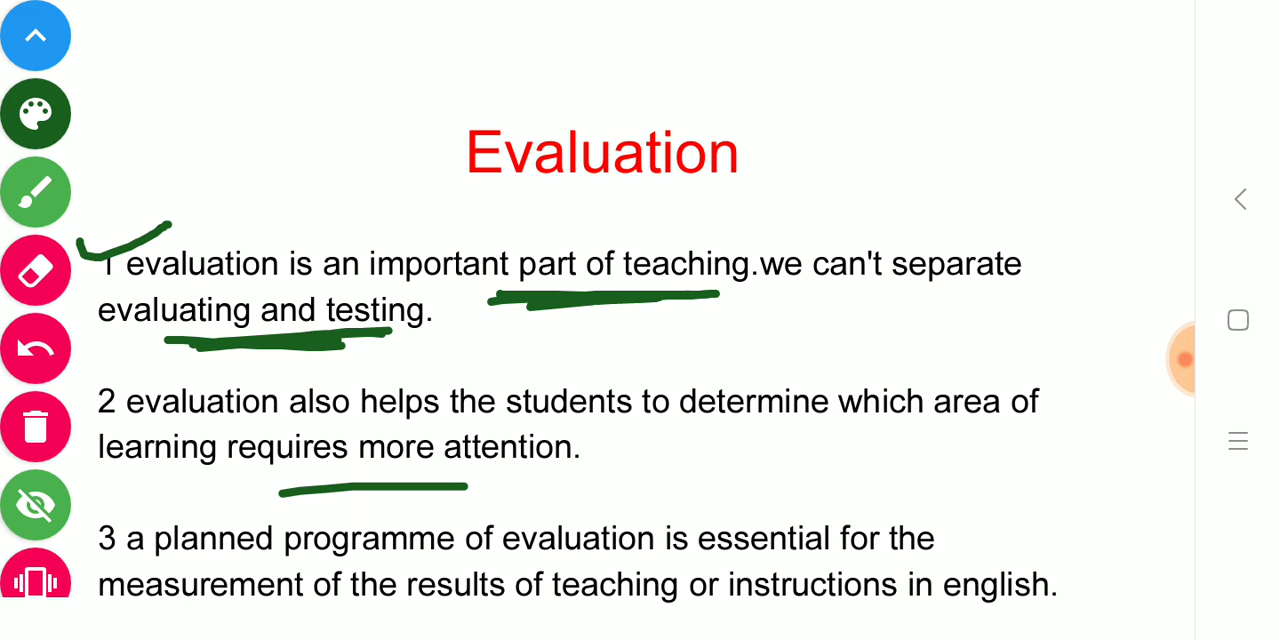 Evaluation
1 evaluation is an important part of teaching.we can't separate
evaluating and testing.
2 evaluation also helps the students to determine which area of
learning requires more attention.
3 a planned programme of evaluation is essential for the
measurement of the results of teaching or instructions in english.